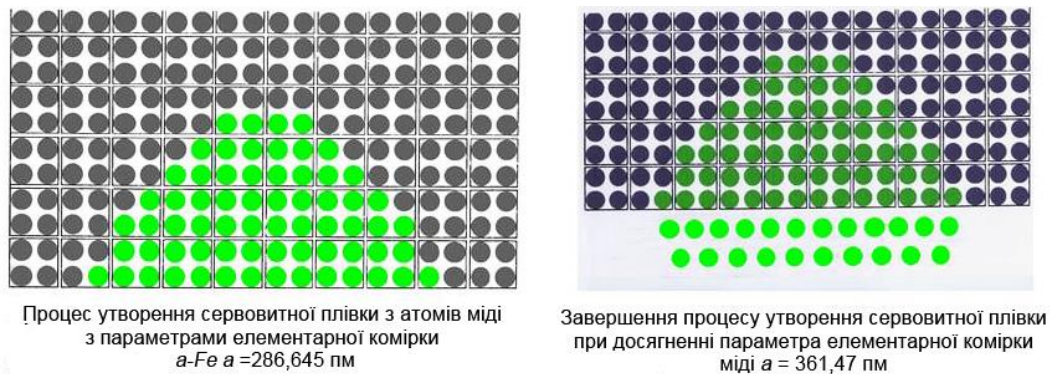 Процес утворення сервовитної плівки з атомів міді
з параметрами елементарної комірки
a-Fe a =286,645 пм
Завершення процесу утворення сервовитної плівки
при досягненні параметра елементарної комірки
міді a = 361,47 пм